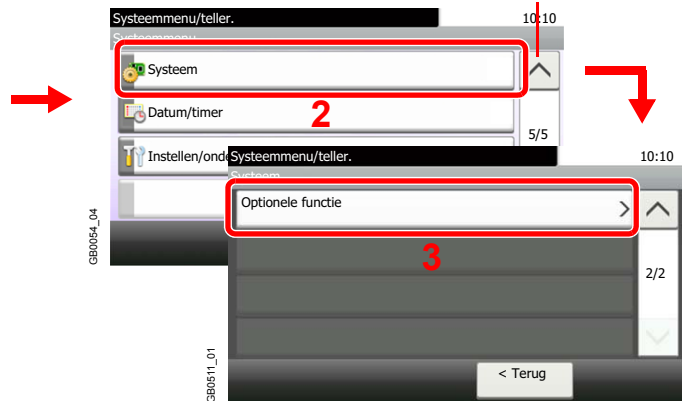 Systeemmenu/teller.
10:10
Systeemmenu
Systeem
Datum/timer
2
5/5
Instellen/onde
GB0054_04
Systeemmenu/teller.
10:10
Systeem
Optionele functie
3
2/2
< Terug
GB0511_01